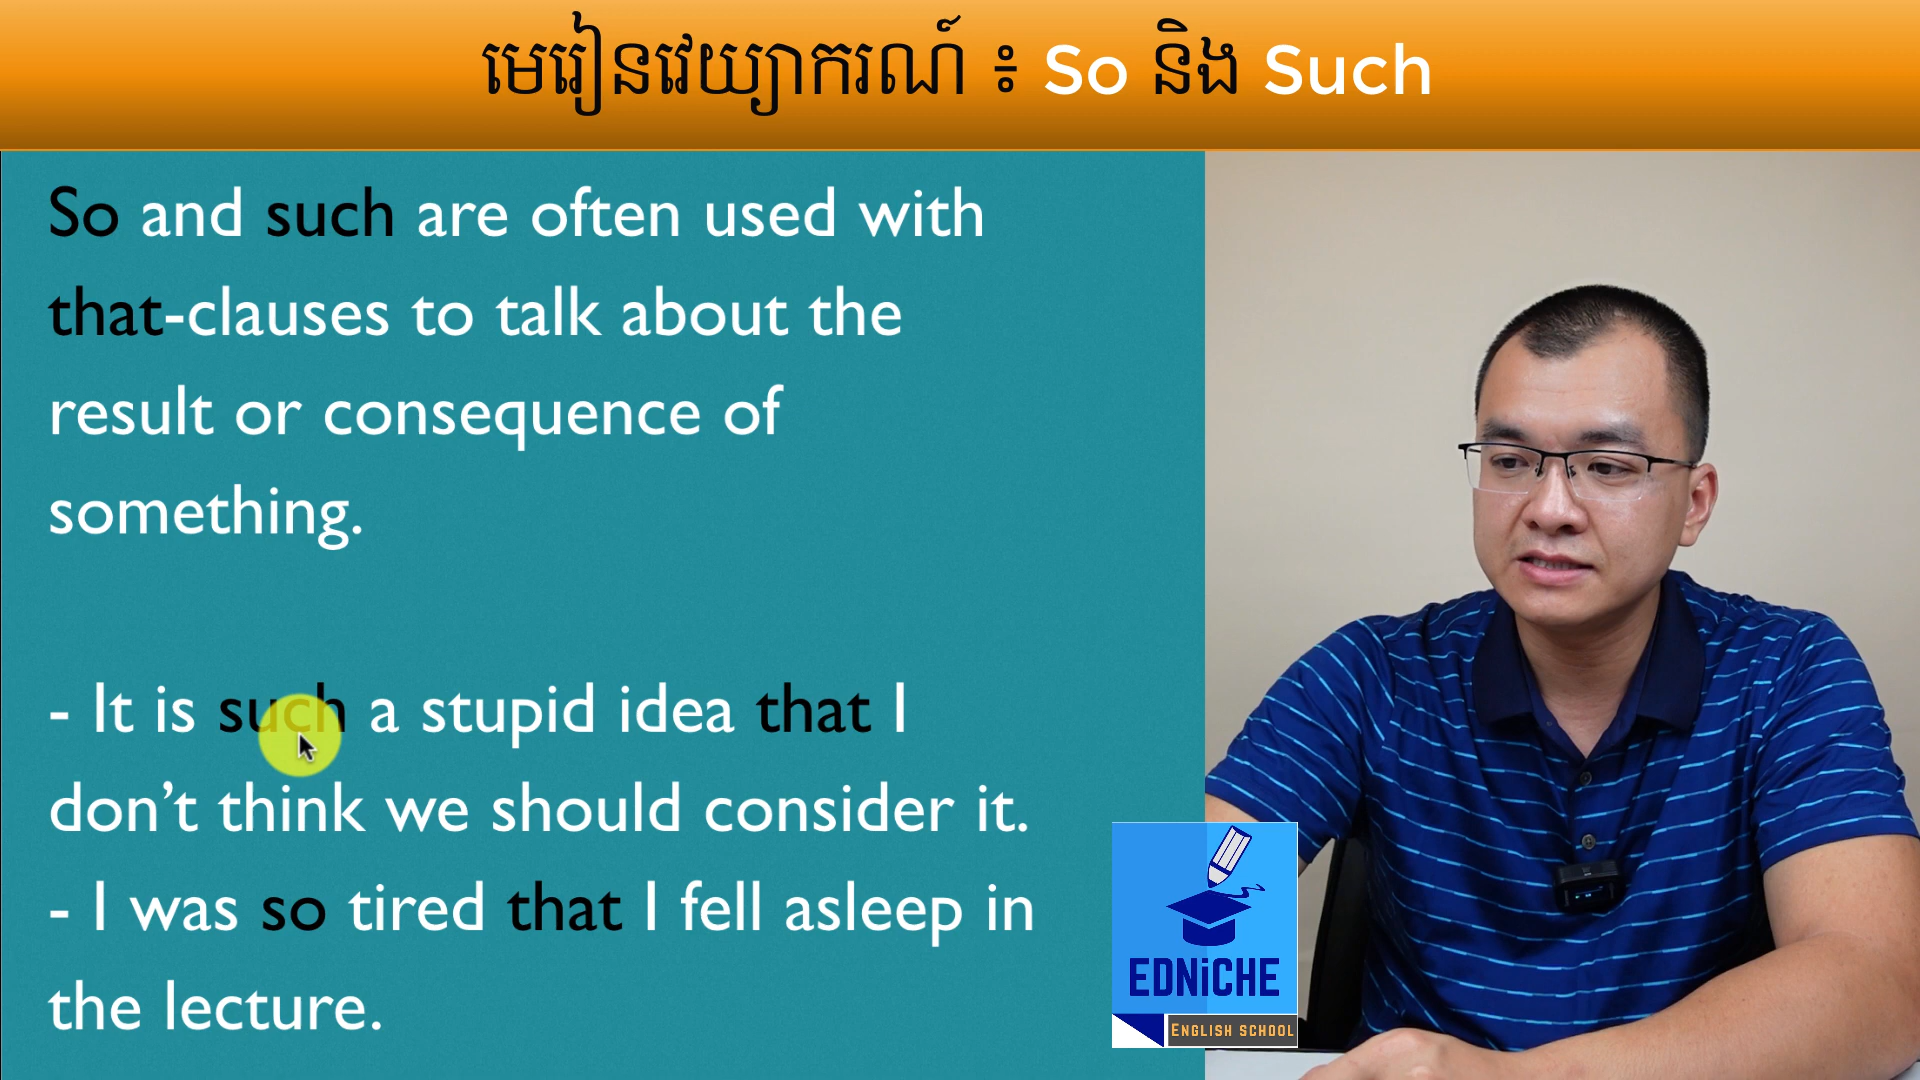 មេរៀនវេយ្យាករណ៍ ៖ So និង Such
So and such are often used with
that-clauses to talk about the
result or consequence of
something.
- It is such a stupid idea that I
don’t think we should consider it.
- I was so tired that I fell asleep in
the lecture.
EDNiCHE
ENGLISH SCHOOL